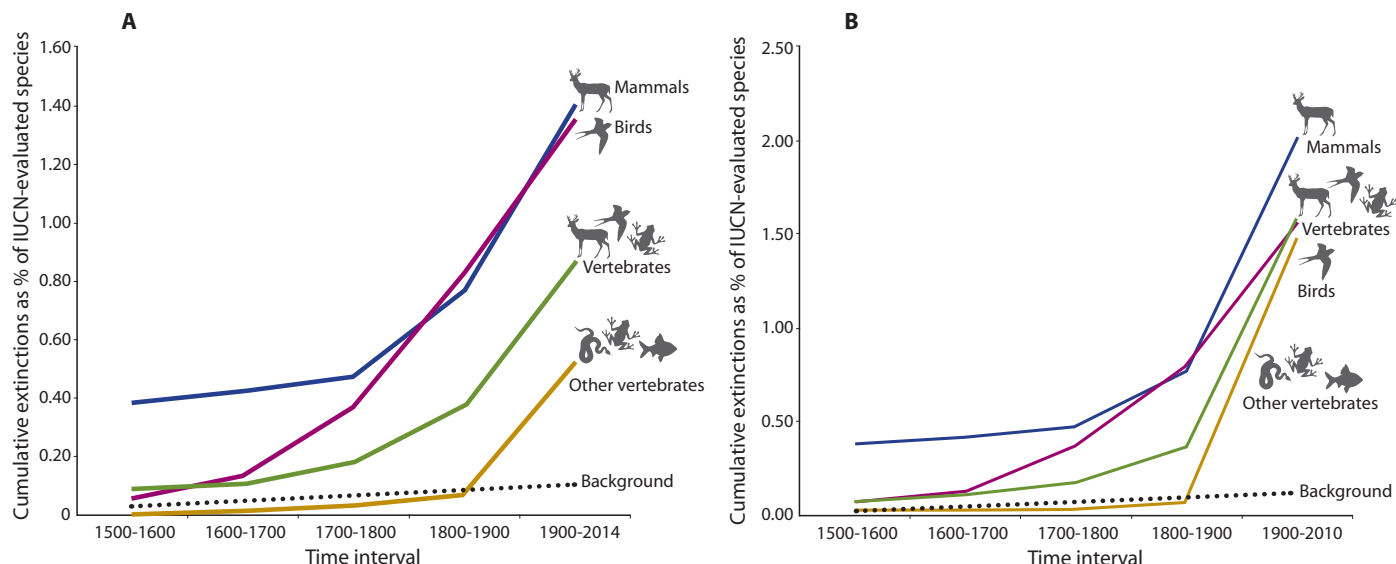 A
Cumulative extinctions as % of IUCN-evaluated species
1.60
1.40
1.20
1.00
0.80
0.60
0.40
0.20
0
Mammals
Birds
Vertebrates
Other vertebrates
Background
1500-1600
1600-1700
1700-1800
1800-1900
1900-2014
Time interval
B
Cumulative extinctions as % of IUCN-evaluated species
2.50
2.00
1.50
1.00
0.50
0.00
Mammals
Vertebrates
Birds
Other vertebrates
Background
1500-1600
1600-1700
1700-1800
1800-1900
1900-2010
Time interval